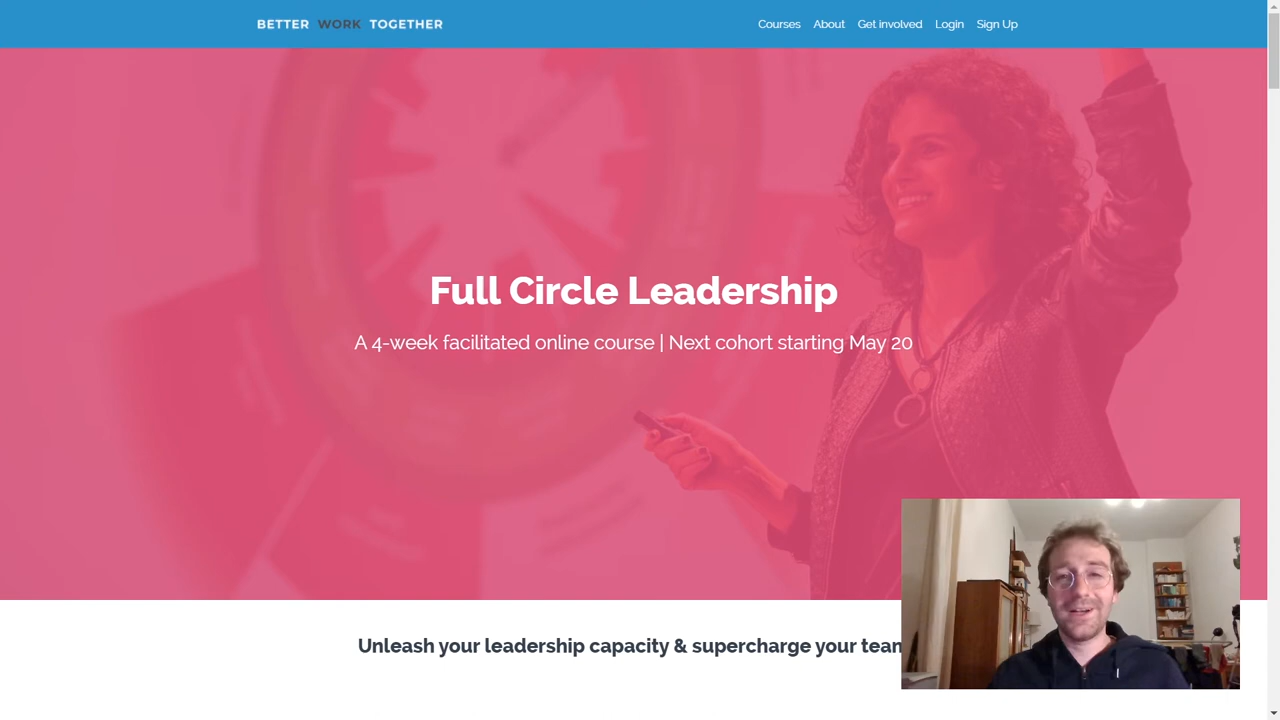 BETTER WORK TOGETHER
Courses About Get involved Login Sign Up
Full Circle Leadership
A 4-week facilitated online course | Next cohort starting May 20
Unleash your leadership capacity & supercharge your team